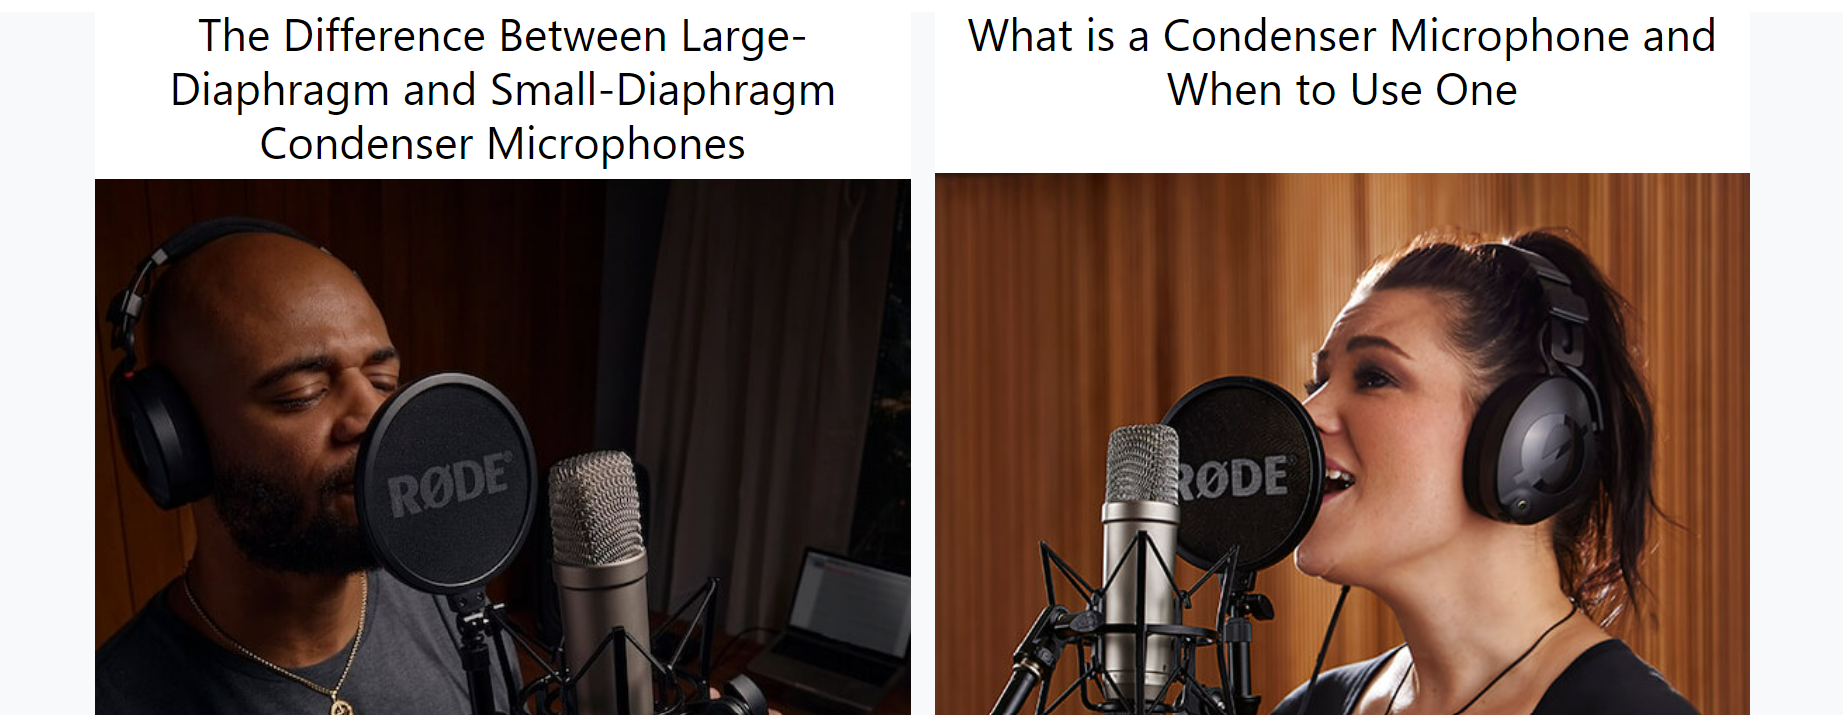 The Difference Between Large-
Diaphragm and Small-Diaphragm
Condenser Microphones
RØDE®
What is a Condenser Microphone and
When to Use One
RØDE